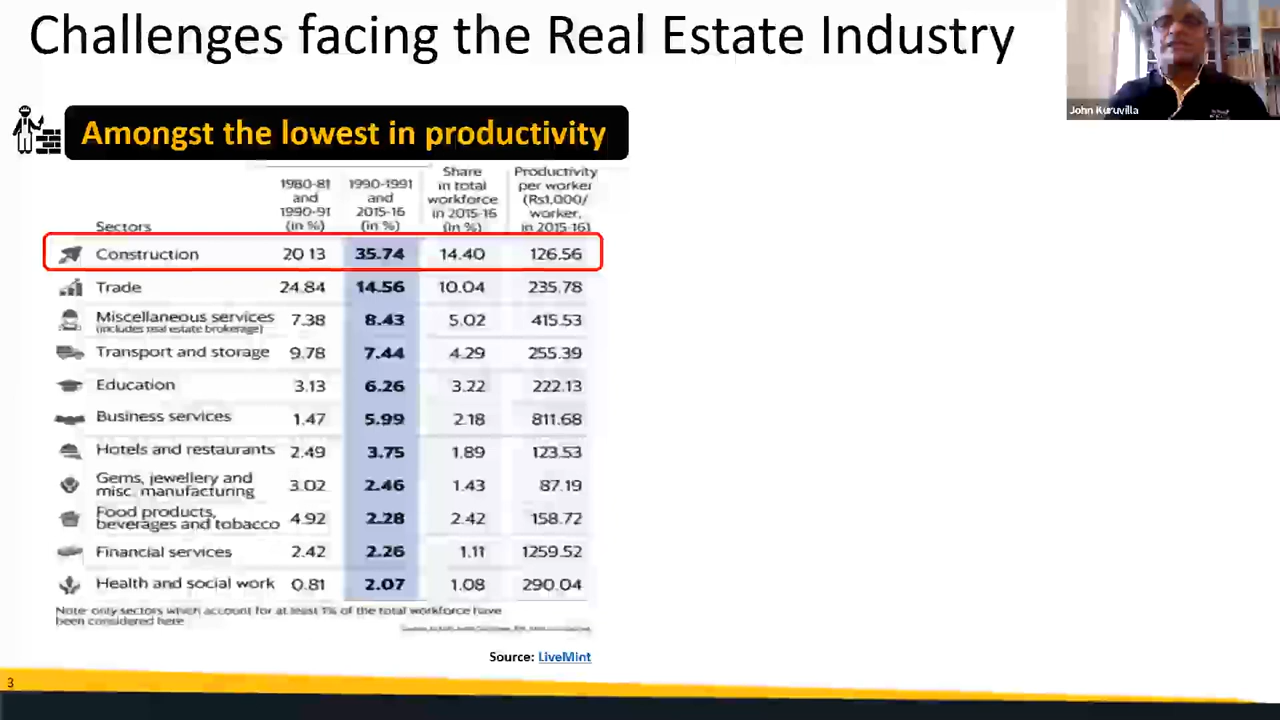 Challenges facing the Real Estate Industry
John Kuruvilla
Amongst the lowest in productivity
Sectors 1980-81 and 1990-91 (in %) 1990-1991 and 2015-16 (in %) Share in total workforce in 2015-16 (in %) Productivity per worker (Rs1,000/ worker, in 2015-16)
Construction 20 13 35.74 14.40 126.56
Trade 24.84 14.56 10.04 235.78
Miscellaneous services (includes real estate brokerage) 7.38 8.43 5.02 415.53
Transport and storage 9.78 7.44 4.29 255.39
Education 3.13 6.26 3.22 222.13
Business services 1.47 5.99 2.18 811.68
Hotels and restaurants 2.49 3.75 1.89 123.53
Gems, jewellery and misc. manufacturing 3.02 2.46 1.43 87.19
Food products, beverages and tobacco 4.92 2.28 2.42 158.72
Financial services 2.42 2.26 1.11 1259.52
Health and social work 0.81 2.07 1.08 290.04
Note: only sectors which account for at least 1% of the total workforce have
been considered here
Source: LiveMint
3